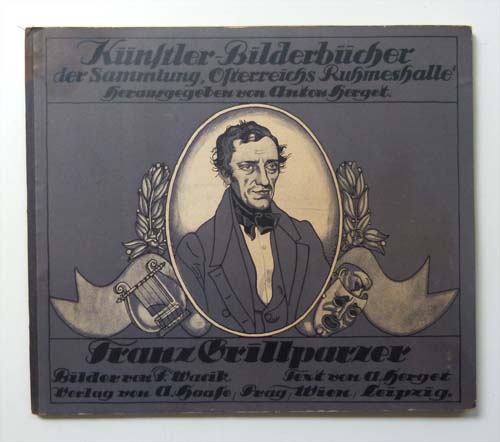 Künstler-Bilderbücher
der Sammlung „Österreichs Ruhmeshalle“
Herausgegeben von Anton Herget.
Franz Grillparzer
Bilder von F. Wacik Text von A. Herget
Verlag von A. Haase, Prag, Wien, Leipzig.